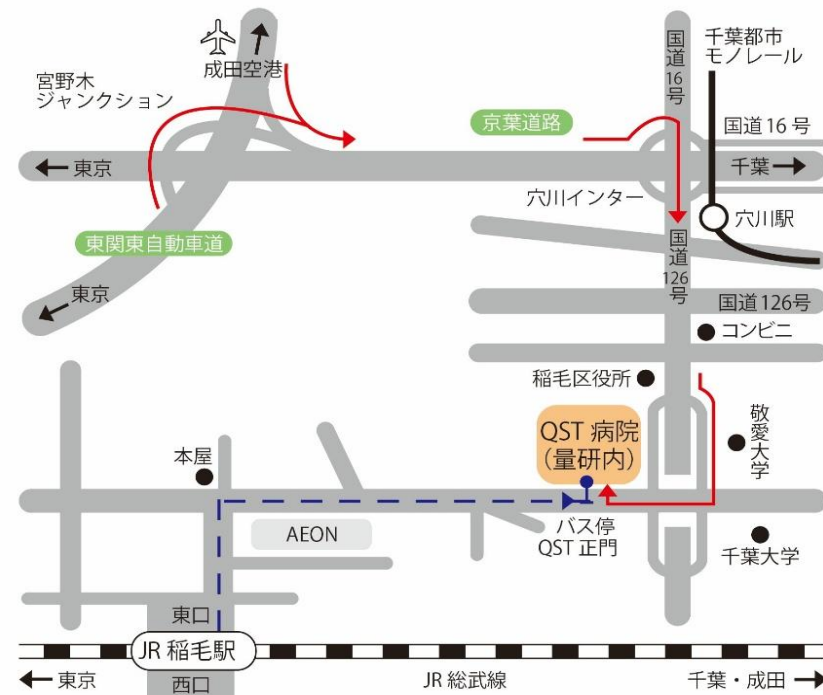 成田空港
宮野木
ジャンクション
東京
東関東自動車道
東京
京葉道路
国道16号
千葉都市
モノレール
国道16号
千葉
穴川インター
穴川駅
国道126号
国道126号
コンビニ
稲毛区役所
敬愛大学
QST 病院
(量研内)
本屋
AEON
バス停
QST 正門
千葉大学
東口
JR 稲毛駅
西口
東京
JR 総武線
千葉・成田